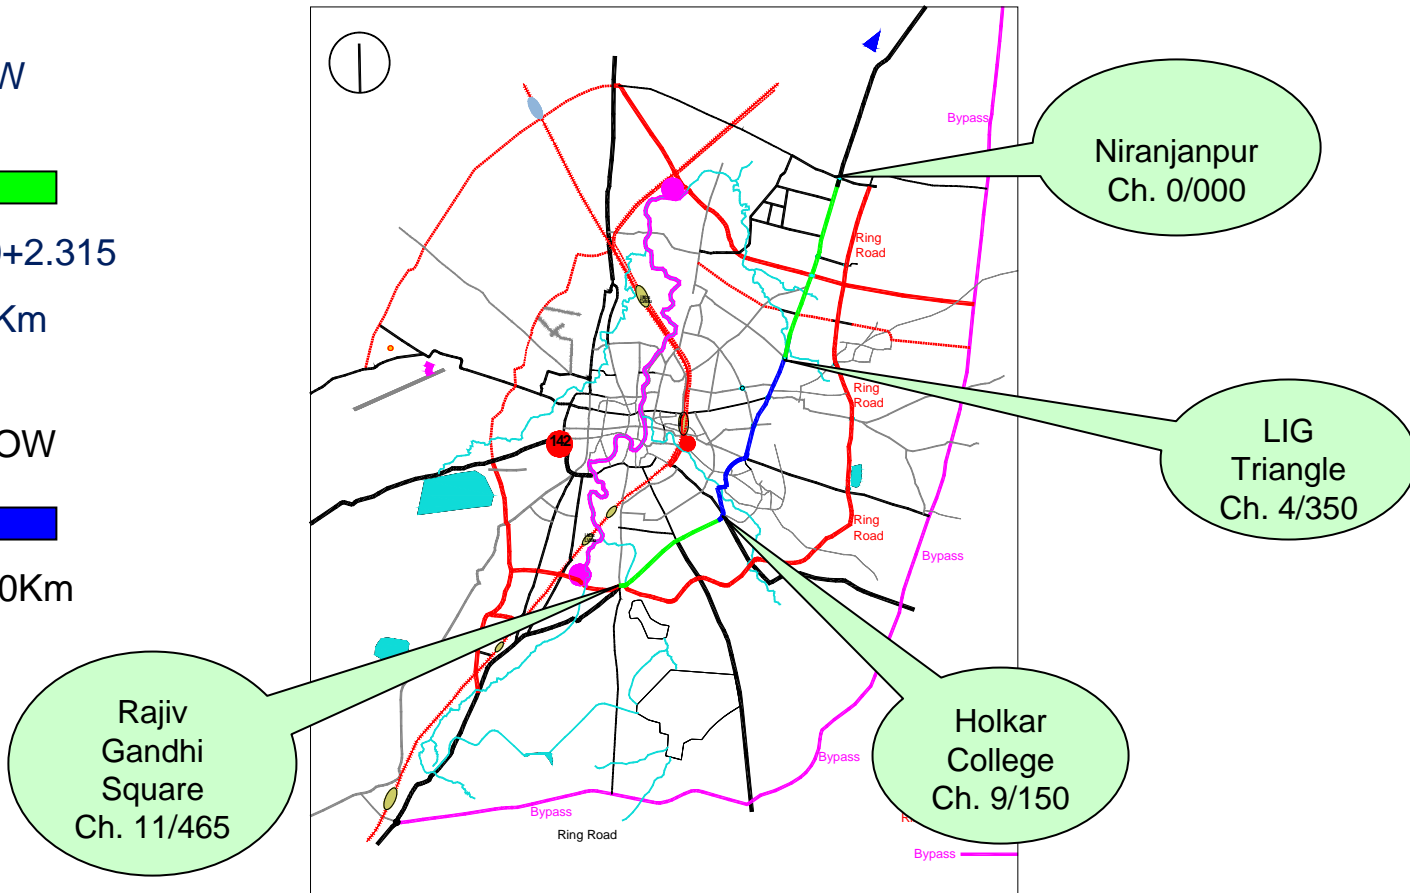 W
+2.315
Km
OW
0Km
Bypass
Niranjanpur
Ch. 0/000
Ring
Road
Ring
Road
LIG
Triangle
Ch. 4/350
142
Ring
Road
Bypass
Rajiv
Gandhi
Square
Ch. 11/465
Holkar
College
Ch. 9/150
Bypass
Bypass
Ring Road
Bypass